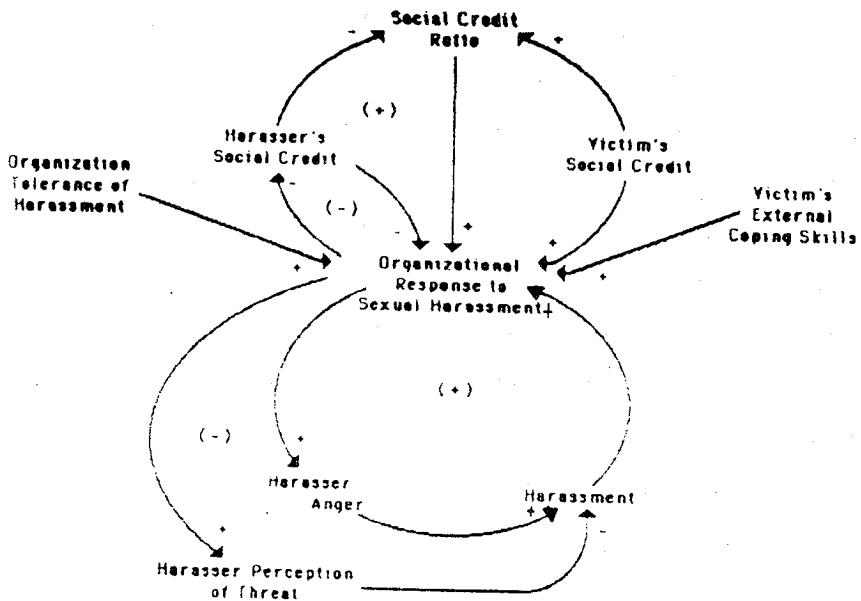 Social Credit
Ratio
-
+
(+)
Harasser's
Social Credit
Victim's
Social Credit
Organization
Tolerance of
Harassment
-
(-)
Victim's
External
Coping Skills
-
+
+
+
+
Organizational
Response to
Sexual Harassment
+
(+)
(-)
+
Harasser
Anger
Harassment
+
-
+
Harasser Perception
of Threat